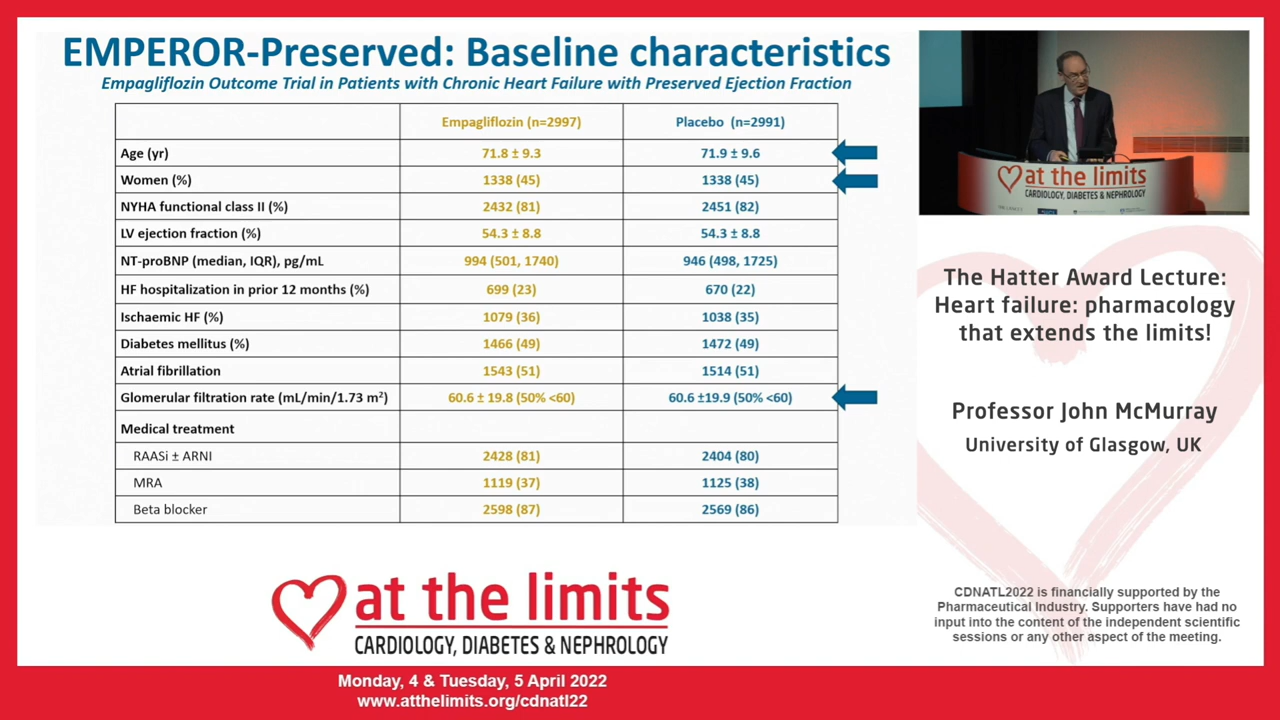 EMPEROR-Preserved: Baseline characteristics
Empagliflozin Outcome Trial in Patients with Chronic Heart Failure with Preserved Ejection Fraction
Empagliflozin (n=2997) Placebo (n=2991)
Age (yr) 71.8 ± 9.3 71.9 ± 9.6
Women (%) 1338 (45) 1338 (45)
NYHA functional class II (%) 2432 (81) 2451 (82)
LV ejection fraction (%) 54.3 ± 8.8 54.3 ± 8.8
NT-proBNP (median, IQR), pg/mL 994 (501, 1740) 946 (498, 1725)
HF hospitalization in prior 12 months (%) 699 (23) 670 (22)
Ischaemic HF (%) 1079 (36) 1038 (35)
Diabetes mellitus (%) 1466 (49) 1472 (49)
Atrial fibrillation 1543 (51) 1514 (51)
Glomerular filtration rate (mL/min/1.73 m²) 60.6 ± 19.8 (50% <60) 60.6 ±19.9 (50% <60)
Medical treatment
RAASi ± ARNI 2428 (81) 2404 (80)
MRA 1119 (37) 1125 (38)
Beta blocker 2598 (87) 2569 (86)
at the limits
CARDIOLOGY, DIABETES & NEPHROLOGY
The Hatter Award Lecture:
Heart failure: pharmacology
that extends the limits!
Professor John McMurray
University of Glasgow, UK
CDNATL2022 is financially supported by the
Pharmaceutical Industry. Supporters have had no
input into the content of the independent scientific
sessions or any other aspect of the meeting.
at the limits
CARDIOLOGY, DIABETES & NEPHROLOGY
Monday, 4 & Tuesday, 5 April 2022
www.atthelimits.org/cdnatl22